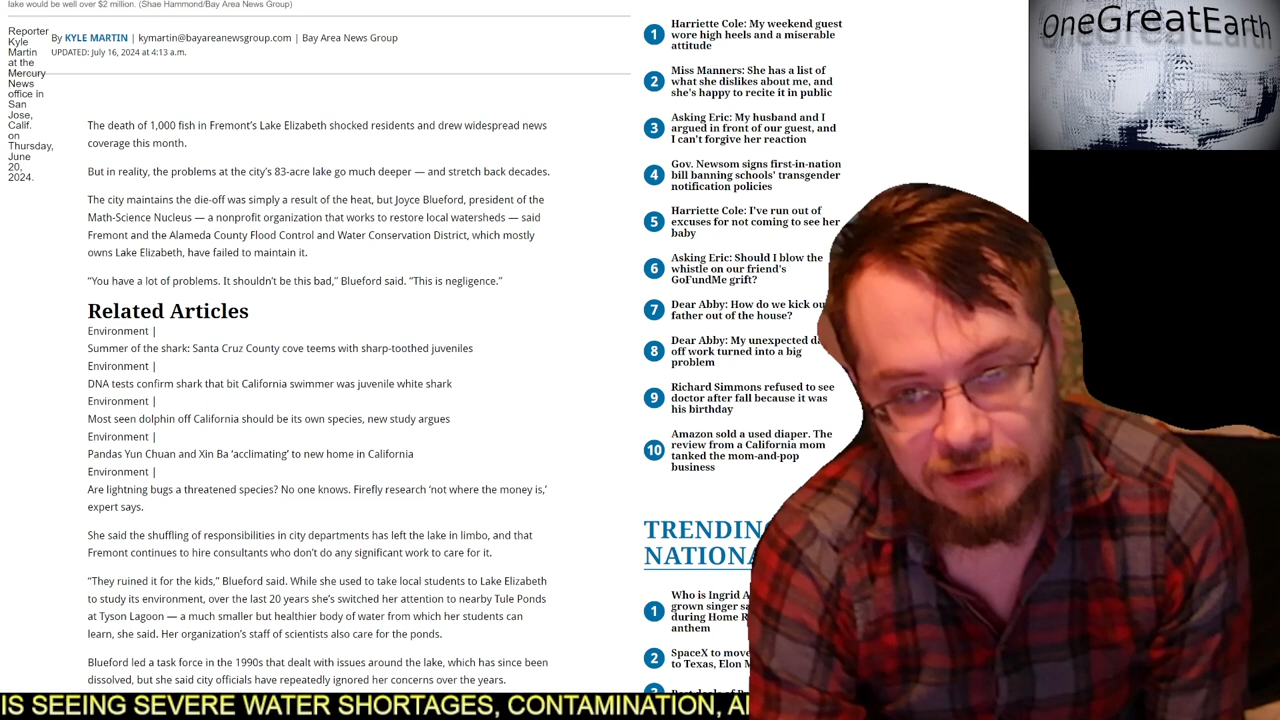 lake would be well over $2 million. (Shae Hammond/Bay Area News Group)
Reporter
Kyle
Martin
at the
Mercury
News
office in
San
Jose,
Calif.
on
Thursday,
June
20,
2024.
By KYLE MARTIN | kymartin@bayareanewsgroup.com | Bay Area News Group
UPDATED: July 16, 2024 at 4:13 a.m.
The death of 1,000 fish in Fremont’s Lake Elizabeth shocked residents and drew widespread news
coverage this month.
But in reality, the problems at the city’s 83-acre lake go much deeper — and stretch back decades.
The city maintains the die-off was simply a result of the heat, but Joyce Blueford, president of the
Math-Science Nucleus — a nonprofit organization that works to restore local watersheds — said
Fremont and the Alameda County Flood Control and Water Conservation District, which mostly
owns Lake Elizabeth, have failed to maintain it.
“You have a lot of problems. It shouldn’t be this bad,” Blueford said. “This is negligence.”
Related Articles
Environment |
Summer of the shark: Santa Cruz County cove teems with sharp-toothed juveniles
Environment |
DNA tests confirm shark that bit California swimmer was juvenile white shark
Environment |
Most seen dolphin off California should be its own species, new study argues
Environment |
Pandas Yun Chuan and Xin Ba ‘acclimating’ to new home in California
Environment |
Are lightning bugs a threatened species? No one knows. Firefly research ‘not where the money is,’
expert says.
She said the shuffling of responsibilities in city departments has left the lake in limbo, and that
Fremont continues to hire consultants who don’t do any significant work to care for it.
“They ruined it for the kids,” Blueford said. While she used to take local students to Lake Elizabeth
to study its environment, over the last 20 years she’s switched her attention to nearby Tule Ponds
at Tyson Lagoon — a much smaller but healthier body of water from which her students can
learn, she said. Her organization’s staff of scientists also care for the ponds.
Blueford led a task force in the 1990s that dealt with issues around the lake, which has since been
dissolved, but she said city officials have repeatedly ignored her concerns over the years.
1 Harriette Cole: My weekend guest
wore high heels and a miserable
attitude
2 Miss Manners: She has a list of
what she dislikes about me, and
she's happy to recite it in public
3 Asking Eric: My husband and I
argued in front of our guest, and
I can't forgive her reaction
4 Gov. Newsom signs first-in-nation
bill banning schools' transgender
notification policies
5 Harriette Cole: I've run out of
excuses for not coming to see her
baby
6 Asking Eric: Should I blow the
whistle on our friend's
GoFundMe grift?
7 Dear Abby: How do we kick ou
father out of the house?
8 Dear Abby: My unexpected d
off work turned into a big
problem
9 Richard Simmons refused to see
doctor after fall because it was
his birthday
10 Amazon sold a used diaper. The
review from a California mom
tanked the mom-and-pop
business
TRENDING
NATIONA
1 Who is Ingrid A
grown singer sa
during Home R
anthem
2 SpaceX to move
to Texas, Elon M
OneGreatEarth
IS SEEING SEVERE WATER SHORTAGES, CONTAMINATION, A